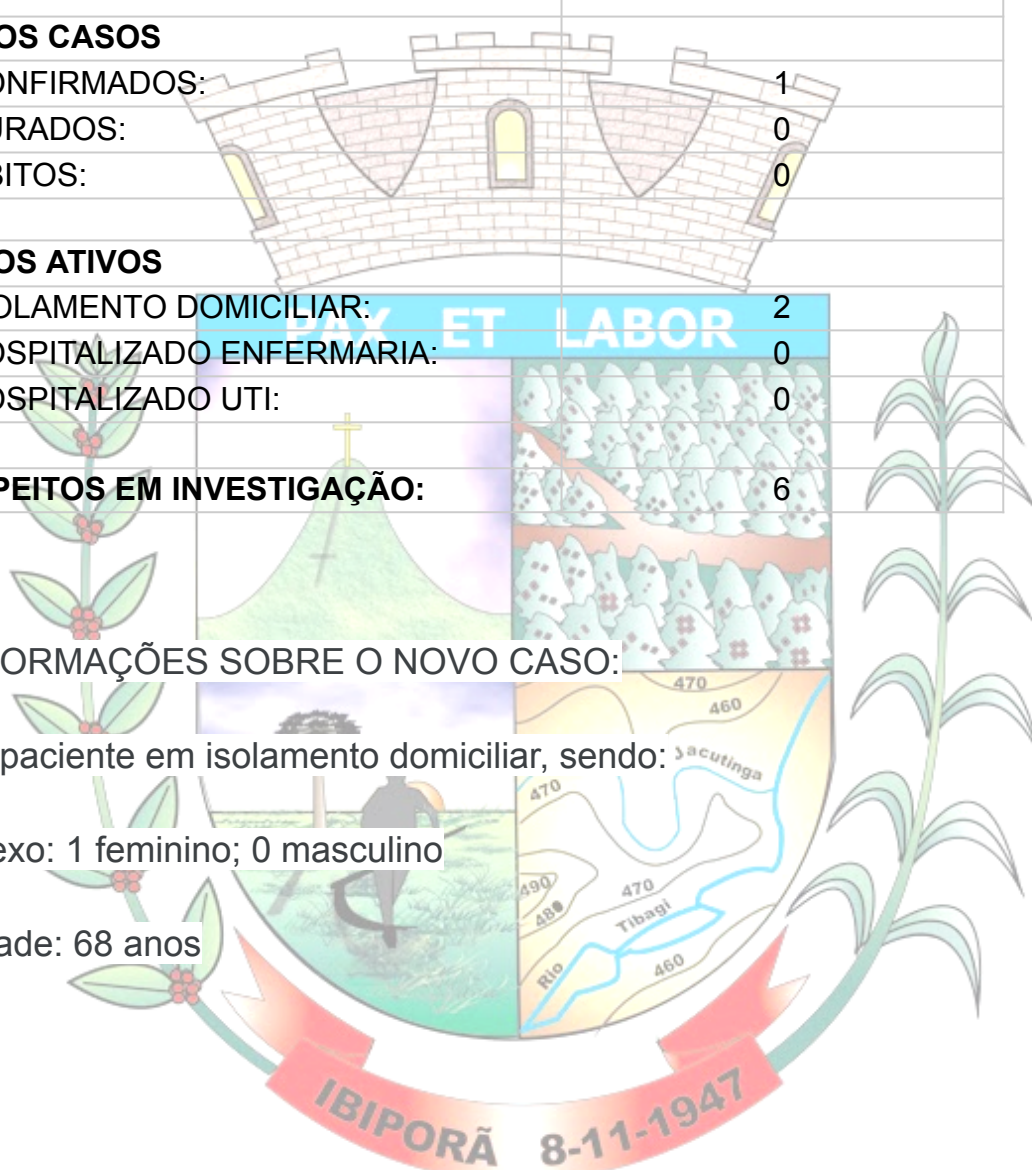 OS CASOS
ONFIRMADOS: 1
URADOS: 0
BITOS: 0
OS ATIVOS
OLAMENTO DOMICILIAR: 2
OSPITALIZADO ENFERMARIA: 0
OSPITALIZADO UTI: 0
PEITOS EM INVESTIGAÇÃO: 6
ORMAÇÕES SOBRE O NOVO CASO:
paciente em isolamento domiciliar, sendo:
exo: 1 feminino; 0 masculino
ade: 68 anos
PAX ET LABOR
470
460
Jacutinga
470
490
480
470
Tibagi
Rio
460
IBIPORÃ 8-11-1947